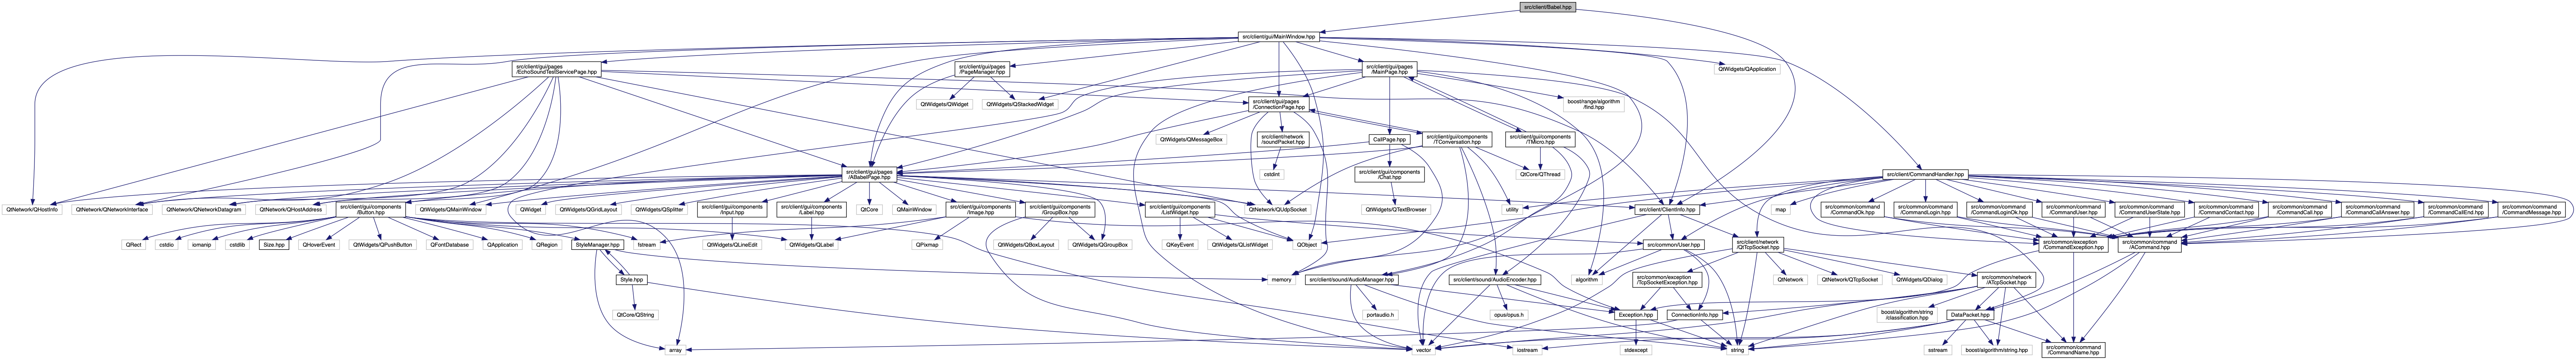 src/client/Babel.hpp
src/client/gui/MainWindow.hpp
src/client/gui/pages
/EchoSoundTestServicePage.hpp
src/client/gui/pages
/PageManager.hpp
src/client/gui/pages
/MainPage.hpp
QtWidgets/QApplication
QtWidgets/QWidget
QtWidgets/QStackedWidget
src/client/gui/pages
/ConnectionPage.hpp
boost/range/algorithm
/find.hpp
QtWidgets/QMessageBox
src/client/network
/soundPacket.hpp
CallPage.hpp
src/client/gui/components
/TConversation.hpp
src/client/gui/components
/TMicro.hpp
src/client/gui/pages
/ABabelPage.hpp
cstdint
src/client/gui/components
/Chat.hpp
QtCore/QThread
src/client/CommandHandler.hpp
QtNetwork/QHostInfo
QtNetwork/QNetworkInterface
QtNetwork/QNetworkDatagram
QtNetwork/QHostAddress
src/client/gui/components
/Button.hpp
QtWidgets/QMainWindow
QWidget
QtWidgets/QGridLayout
QtWidgets/QSplitter
src/client/gui/components
/Input.hpp
src/client/gui/components
/Label.hpp
QtCore
QMainWindow
src/client/gui/components
/Image.hpp
src/client/gui/components
/GroupBox.hpp
src/client/gui/components
/ListWidget.hpp
QtNetwork/QUdpSocket
QtWidgets/QTextBrowser
utility
src/client/ClientInfo.hpp
map
src/common/command
/CommandOk.hpp
src/common/command
/CommandLogin.hpp
src/common/command
/CommandLoginOk.hpp
src/common/command
/CommandUser.hpp
src/common/command
/CommandUserState.hpp
src/common/command
/CommandContact.hpp
src/common/command
/CommandCall.hpp
src/common/command
/CommandCallAnswer.hpp
src/common/command
/CommandCallEnd.hpp
src/common/command
/CommandMessage.hpp
QRect
cstdio
iomanip
cstdlib
Size.hpp
QHoverEvent
QtWidgets/QPushButton
QFontDatabase
QApplication
QRegion
StyleManager.hpp
fstream
QtWidgets/QLineEdit
QtWidgets/QLabel
QPixmap
QtWidgets/QBoxLayout
QtWidgets/QGroupBox
QKeyEvent
QtWidgets/QListWidget
QObject
src/common/User.hpp
src/client/network
/QTcpSocket.hpp
src/common/exception
/CommandException.hpp
src/common/command
/ACommand.hpp
Style.hpp
memory
src/client/sound/AudioManager.hpp
src/client/sound/AudioEncoder.hpp
algorithm
src/common/exception
/TcpSocketException.hpp
QtNetwork
QtNetwork/QTcpSocket
QtWidgets/QDialog
src/common/network
/ATcpSocket.hpp
QtCore/QString
portaudio.h
opus/opus.h
Exception.hpp
ConnectionInfo.hpp
boost/algorithm/string
/classification.hpp
DataPacket.hpp
array
vector
iostream
stdexcept
string
sstream
boost/algorithm/string.hpp
src/common/command
/CommandName.hpp